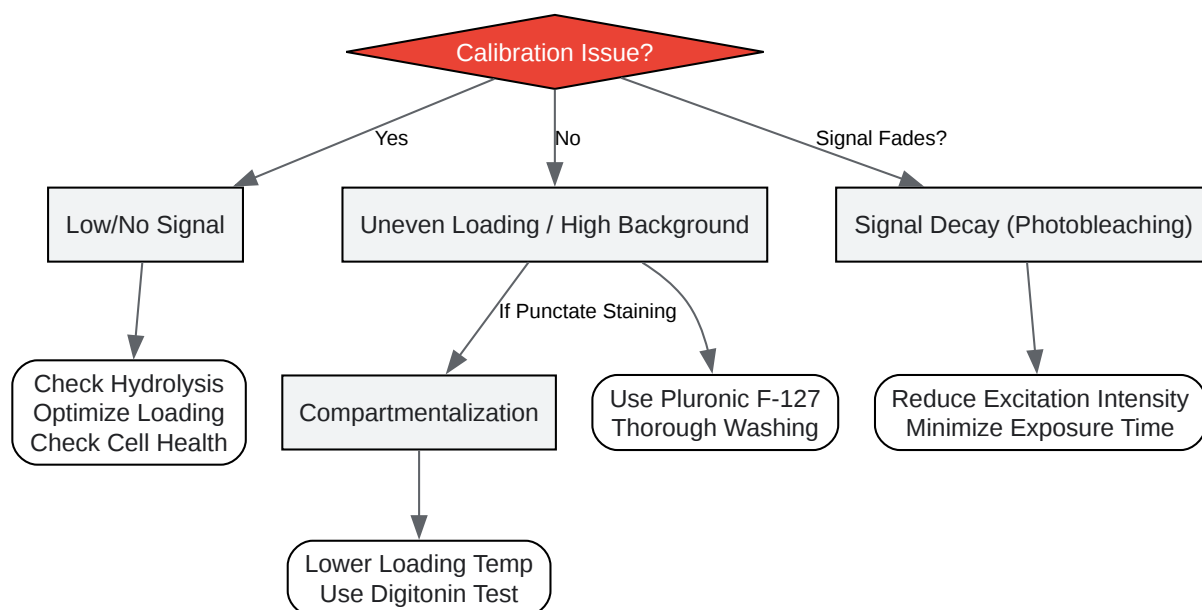 Calibration Issue?
Yes
No
Signal Fades?
Low/No Signal
Uneven Loading / High Background
Signal Decay (Photobleaching)
If Punctate Staining
Check Hydrolysis
Optimize Loading
Check Cell Health
Compartmentalization
Use Pluronic F-127
Thorough Washing
Reduce Excitation Intensity
Minimize Exposure Time
Lower Loading Temp
Use Digitonin Test